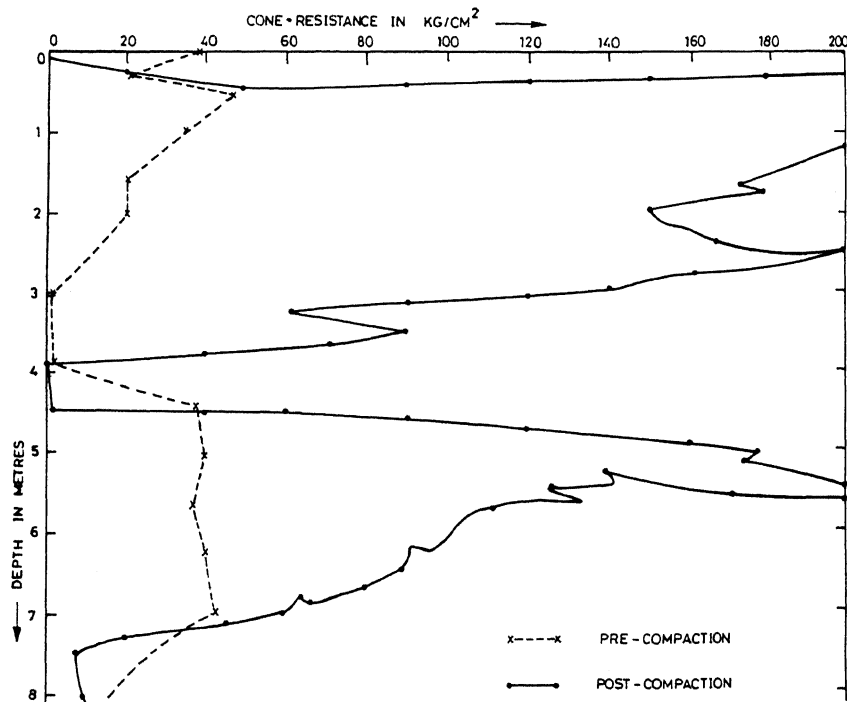 CONE-RESISTANCE IN KG/CM²
0 20 40 60 80 100 120 140 160 180 200
0
1
2
3
4
5
6
7
8
DEPTH IN METRES
x----x PRE-COMPACTION
POST-COMPACTION